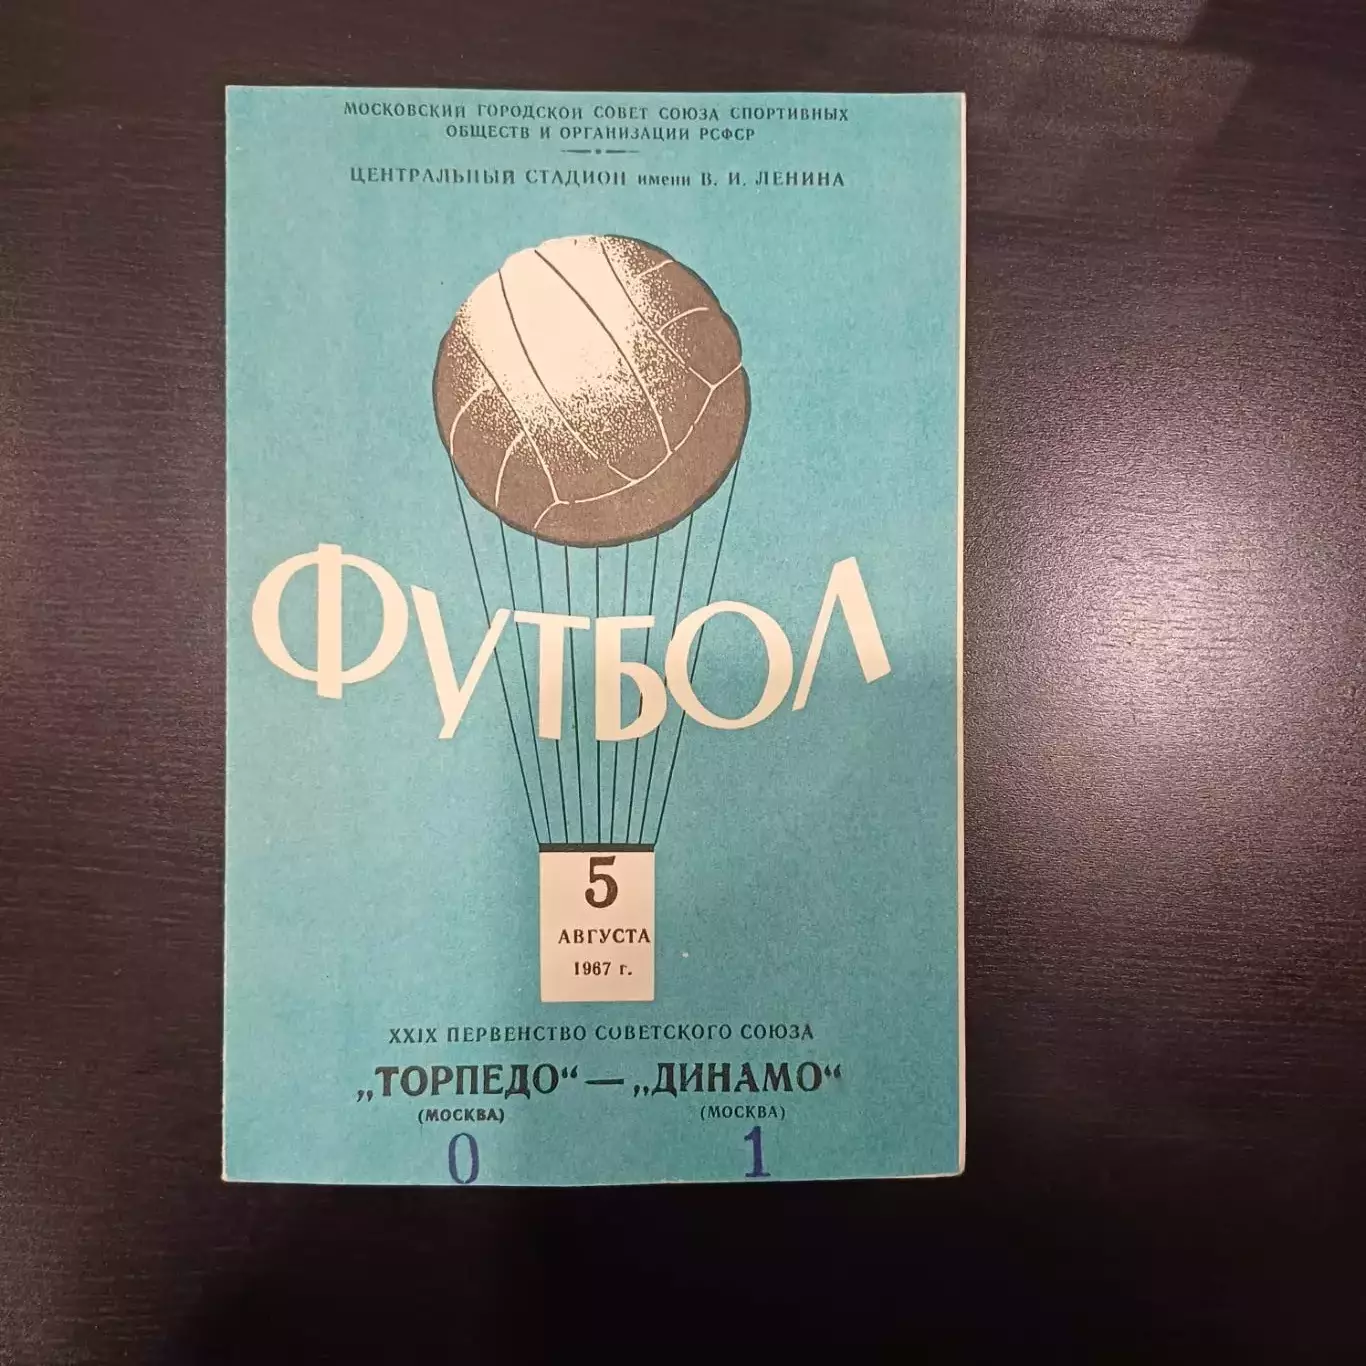 МОСКОВСКИЙ ГОРОДСКОЙ СОВЕТ СОЮЗА СПОРТИВНЫХ
ОБЩЕСТВ И ОРГАНИЗАЦИИ РСФСР
ЦЕНТРАЛЬНЫЙ СТАДИОН имени В. И. ЛЕНИНА
ФУТБОЛ
5
АВГУСТА
1967 г.
XXIX ПЕРВЕНСТВО СОВЕТСКОГО СОЮЗА
„ТОРПЕДО“ — „ДИНАМО“
(МОСКВА) (МОСКВА)
0 1